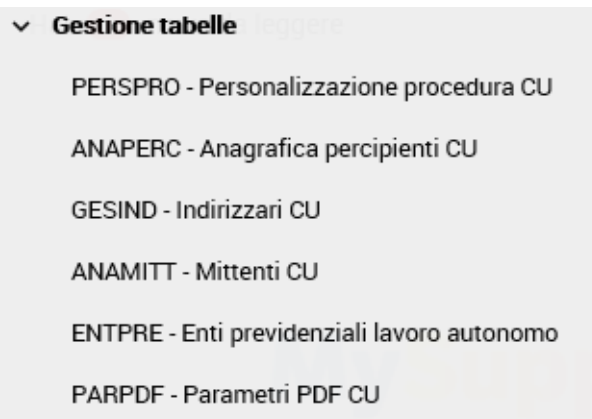 Gestione tabelle
PERSPRO - Personalizzazione procedura CU
ANAPERC - Anagrafica percipienti CU
GESIND - Indirizzari CU
ANAMITT - Mittenti CU
ENTPRE - Enti previdenziali lavoro autonomo
PARPDF - Parametri PDF CU